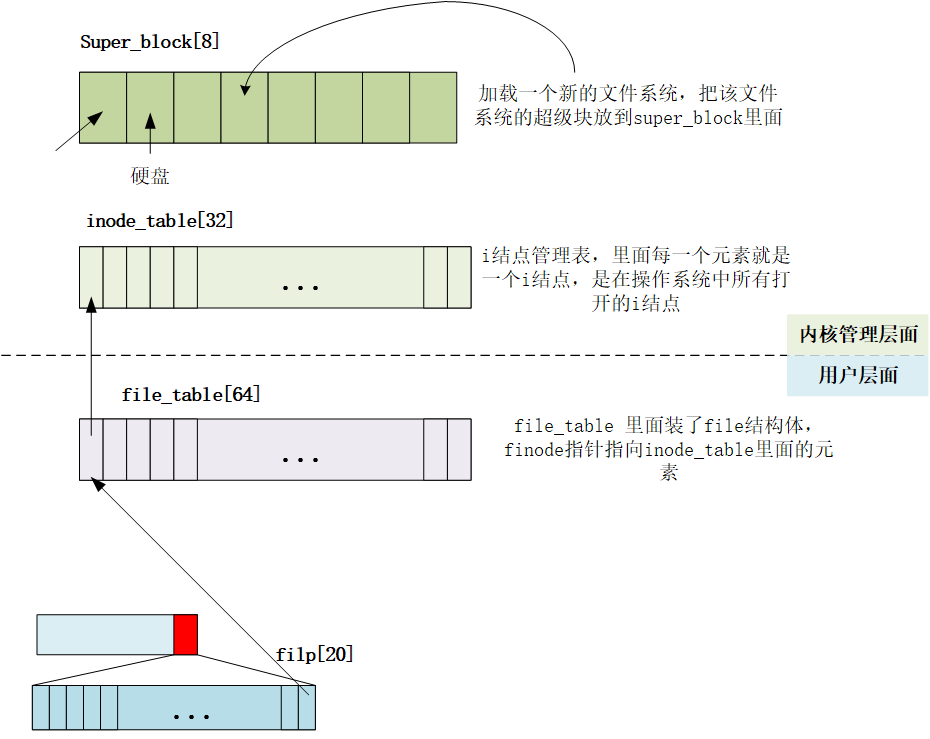 Super_block[8]
加载一个新的文件系统，把该文件
系统的超级块放到super_block里面
硬盘
inode_table[32]
i结点管理表，里面每一个元素就是
一个i结点，是在操作系统中所有打
开的i结点
内核管理层面
用户层面
file_table[64]
file_table 里面装了file结构体，
finode指针指向inode_table里面的元
素
filp[20]